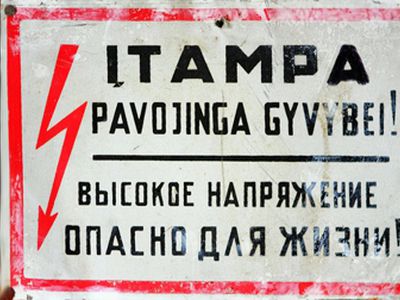 ĮTAMPA
PAVOJINGA GYVYBEI!
ВЫСОКОЕ НАПРЯЖЕНИЕ
ОПАСНО ДЛЯ ЖИЗНИ!